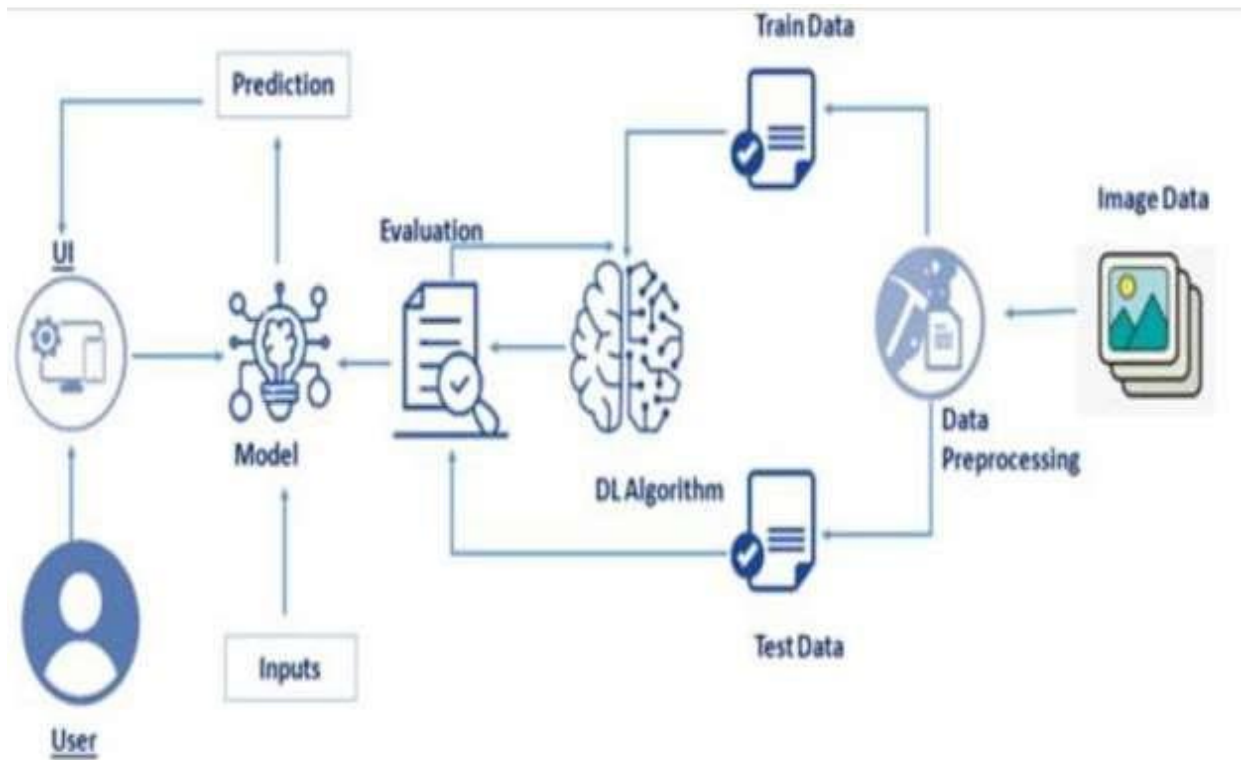 Train Data
Prediction
Image Data
Evaluation
UI
Data
Preprocessing
Model
DL Algorithm
Test Data
Inputs
User